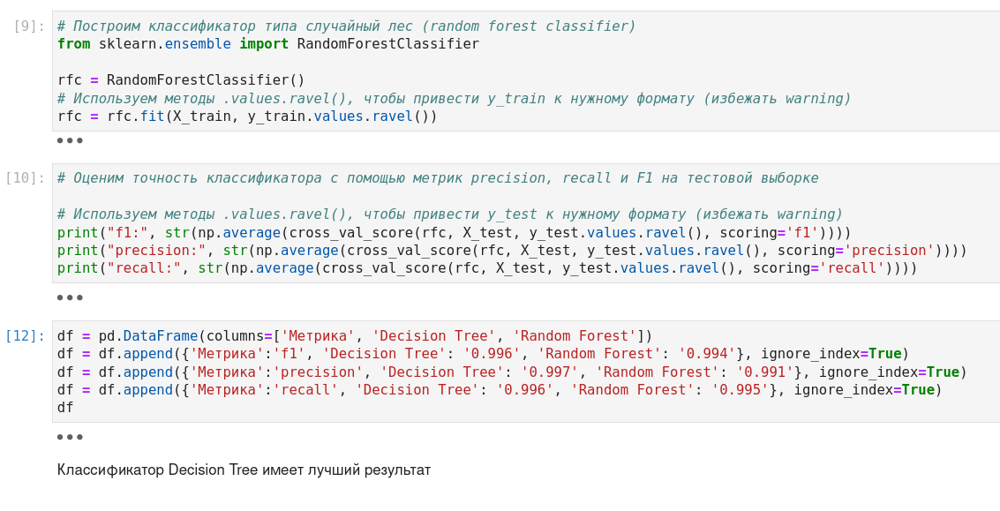 [9]: # Построим классификатор типа случайный лес (random forest classifier)
from sklearn.ensemble import RandomForestClassifier
rfc = RandomForestClassifier()
# Используем методы .values.ravel(), чтобы привести y_train к нужному формату (избежать warning)
rfc = rfc.fit(X_train, y_train.values.ravel())
[10]: # Оценим точность классификатора с помощью метрик precision, recall и F1 на тестовой выборке
# Используем методы .values.ravel(), чтобы привести y_test к нужному формату (избежать warning)
print("f1:", str(np.average(cross_val_score(rfc, X_test, y_test.values.ravel(), scoring='f1'))))
print("precision:", str(np.average(cross_val_score(rfc, X_test, y_test.values.ravel(), scoring='precision'))))
print("recall:", str(np.average(cross_val_score(rfc, X_test, y_test.values.ravel(), scoring='recall'))))
[12]: df = pd.DataFrame(columns=['Метрика', 'Decision Tree', 'Random Forest'])
df = df.append({'Метрика':'f1', 'Decision Tree': '0.996', 'Random Forest': '0.994'}, ignore_index=True)
df = df.append({'Метрика':'precision', 'Decision Tree': '0.997', 'Random Forest': '0.991'}, ignore_index=True)
df = df.append({'Метрика':'recall', 'Decision Tree': '0.996', 'Random Forest': '0.995'}, ignore_index=True)
df
Классификатор Decision Tree имеет лучший результат